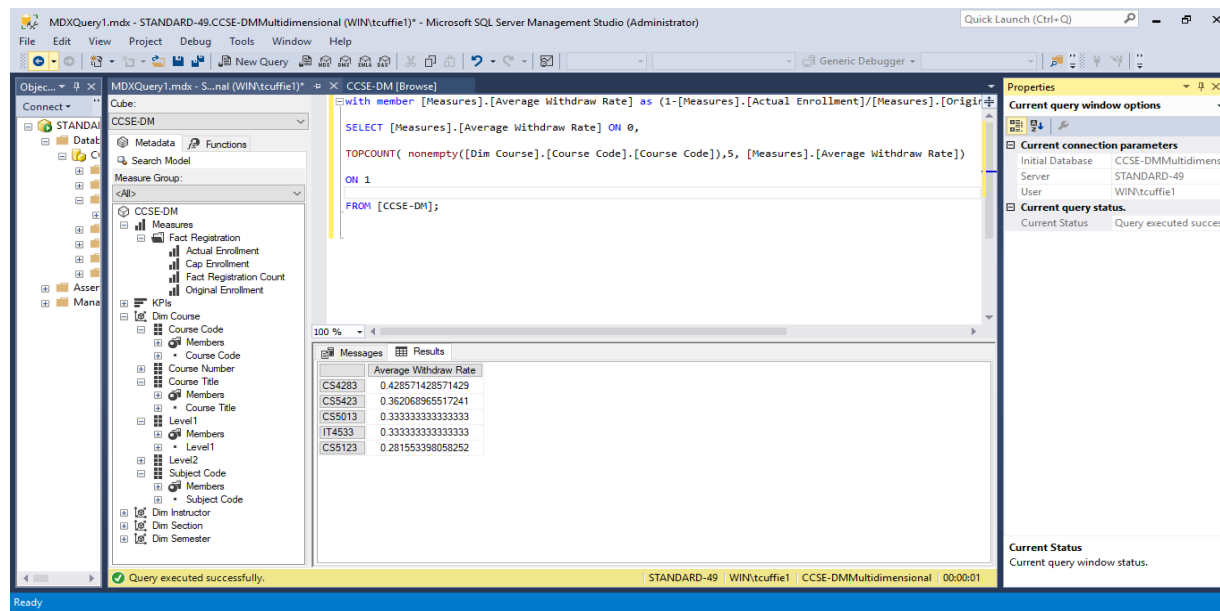 MDXQuery1.mdx - STANDARD-49.CCSE-DMMultidimensional (WIN\tcuffie1)* - Microsoft SQL Server Management Studio (Administrator)
Quick Launch (Ctrl+Q)
File Edit View Project Debug Tools Window Help
New Query
MDX DMX XMLA DAX
Generic Debugger
Objec...
MDXQuery1.mdx - S...nal (WIN\tcuffie1)*
CCSE-DM [Browse]
Properties
Connect
STANDAI
Datab
C
Asser
Mana
Cube:
CCSE-DM
Metadata Functions
Search Model
Measure Group:
<All>
CCSE-DM
Measures
Fact Registration
Actual Enrollment
Cap Enrollment
Fact Registration Count
Original Enrollment
KPIs
Dim Course
Course Code
Members
Course Code
Course Number
Course Title
Members
Course Title
Level1
Members
Level1
Level2
Subject Code
Members
Subject Code
Dim Instructor
Dim Section
Dim Semester
with member [Measures].[Average Withdraw Rate] as (1-[Measures].[Actual Enrollment]/[Measures].[Origin
SELECT [Measures].[Average Withdraw Rate] ON 0,
TOPCOUNT( nonempty([Dim Course].[Course Code].[Course Code]),5, [Measures].[Average Withdraw Rate])
ON 1
FROM [CCSE-DM];
100 %
Messages Results
Average Withdraw Rate
CS4283 0.428571428571429
CS5423 0.362068965517241
CS5013 0.333333333333333
IT4533 0.333333333333333
CS5123 0.281553398058252
Current query window options
Current connection parameters
Initial Database CCSE-DMMultidimens
Server STANDARD-49
User WIN\tcuffie1
Current query status.
Current Status Query executed succes
Current Status
Current query window status.
Query executed successfully.
STANDARD-49 WIN\tcuffie1 CCSE-DMMultidimensional 00:00:01
Ready